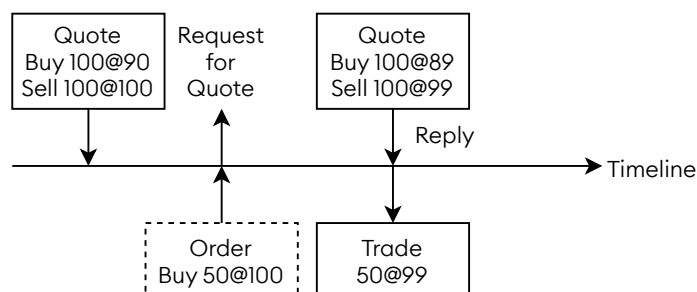 Quote
Buy 100@90
Sell 100@100
Request
for
Quote
Quote
Buy 100@89
Sell 100@99
Reply
Timeline
Order
Buy 50@100
Trade
50@99